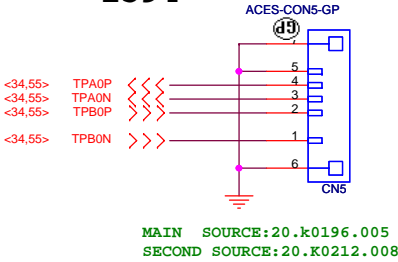 ACES-CON5-GP
GP
5
<34,55> TPA0P 4
<34,55> TPA0N 3
<34,55> TPB0P 2
<34,55> TPB0N 1
6
CN5
MAIN SOURCE:20.k0196.005
SECOND SOURCE:20.K0212.008